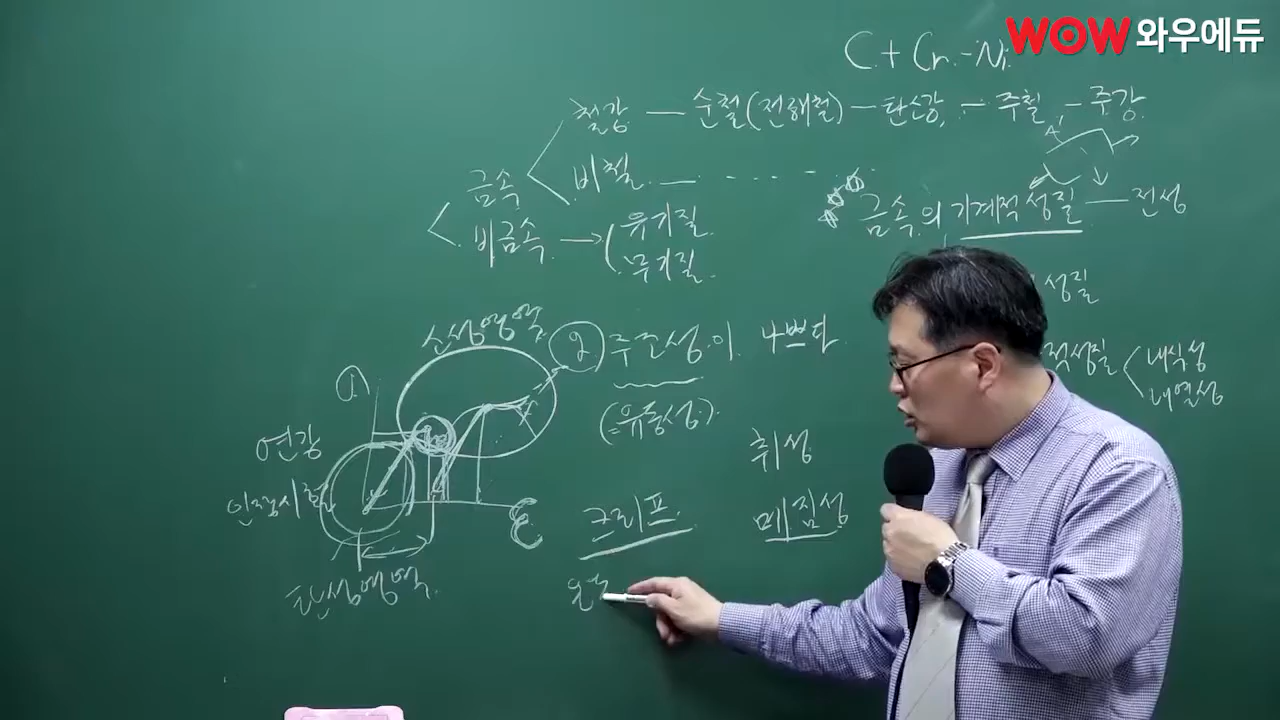 WOW 와우에듀
C + Cr - Ni
철강 — 순철(전해철) — 탄소강, — 주철, — 주강
금속
비철 — ·····
비금속 → 유기질
무기질
금속의 기계적성질 — 전성
성질
적성질
내식성
내열성
소성영역
② 주조성이 나쁘다
(=유동성)
연강
인장시험
ε
탄성영역
취성
크리프
메짐성
온